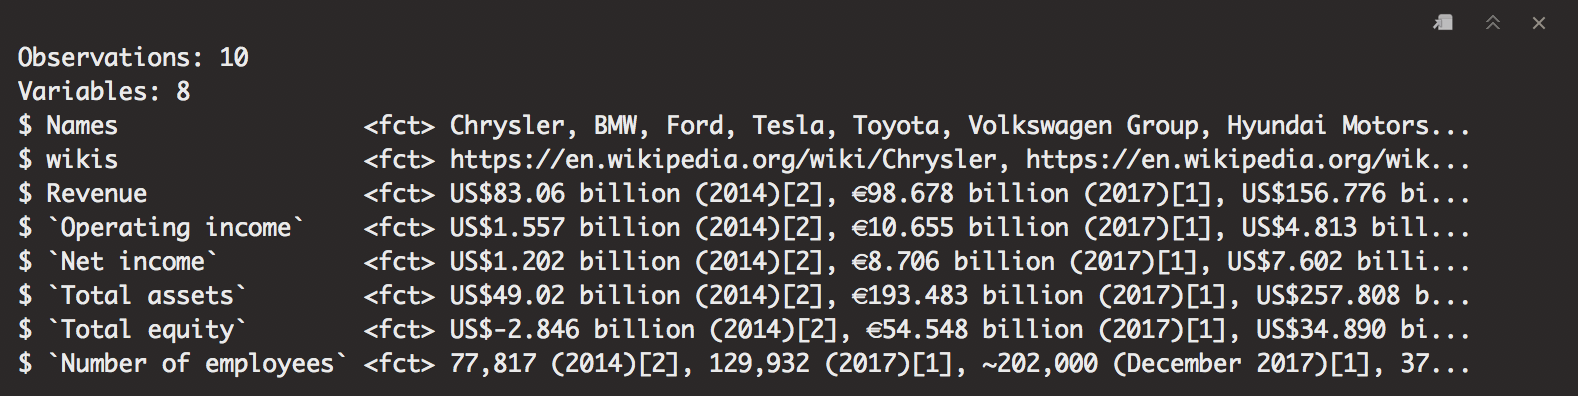 Observations: 10
Variables: 8
$ Names                 <fct> Chrysler, BMW, Ford, Tesla, Toyota, Volkswagen Group, Hyundai Motors...
$ wikis                 <fct> https://en.wikipedia.org/wiki/Chrysler, https://en.wikipedia.org/wik...
$ Revenue               <fct> US$83.06 billion (2014)[2], €98.678 billion (2017)[1], US$156.776 bi...
$ `Operating income`    <fct> US$1.557 billion (2014)[2], €10.655 billion (2017)[1], US$4.813 bill...
$ `Net income`          <fct> US$1.202 billion (2014)[2], €8.706 billion (2017)[1], US$7.602 billi...
$ `Total assets`        <fct> US$49.02 billion (2014)[2], €193.483 billion (2017)[1], US$257.808 b...
$ `Total equity`        <fct> US$-2.846 billion (2014)[2], €54.548 billion (2017)[1], US$34.890 bi...
$ `Number of employees` <fct> 77,817 (2014)[2], 129,932 (2017)[1], ~202,000 (December 2017)[1], 37...